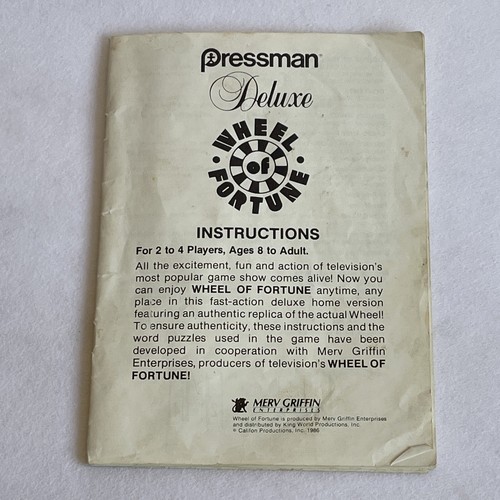 Pressman®
Deluxe
WHEEL
of
FORTUNE
INSTRUCTIONS
For 2 to 4 Players, Ages 8 to Adult.
All the excitement, fun and action of television's
most popular game show comes alive! Now you
can enjoy WHEEL OF FORTUNE anytime, any
place in this fast-action deluxe home version
featuring an authentic replica of the actual Wheel!
To ensure authenticity, these instructions and the
word puzzles used in the game have been
developed in cooperation with Merv Griffin
Enterprises, producers of television's WHEEL OF
FORTUNE!
MERV GRIFFIN
ENTERPRISES
Wheel of Fortune is produced by Merv Griffin Enterprises
and distributed by King World Productions, Inc.
© Califon Productions, Inc. 1986